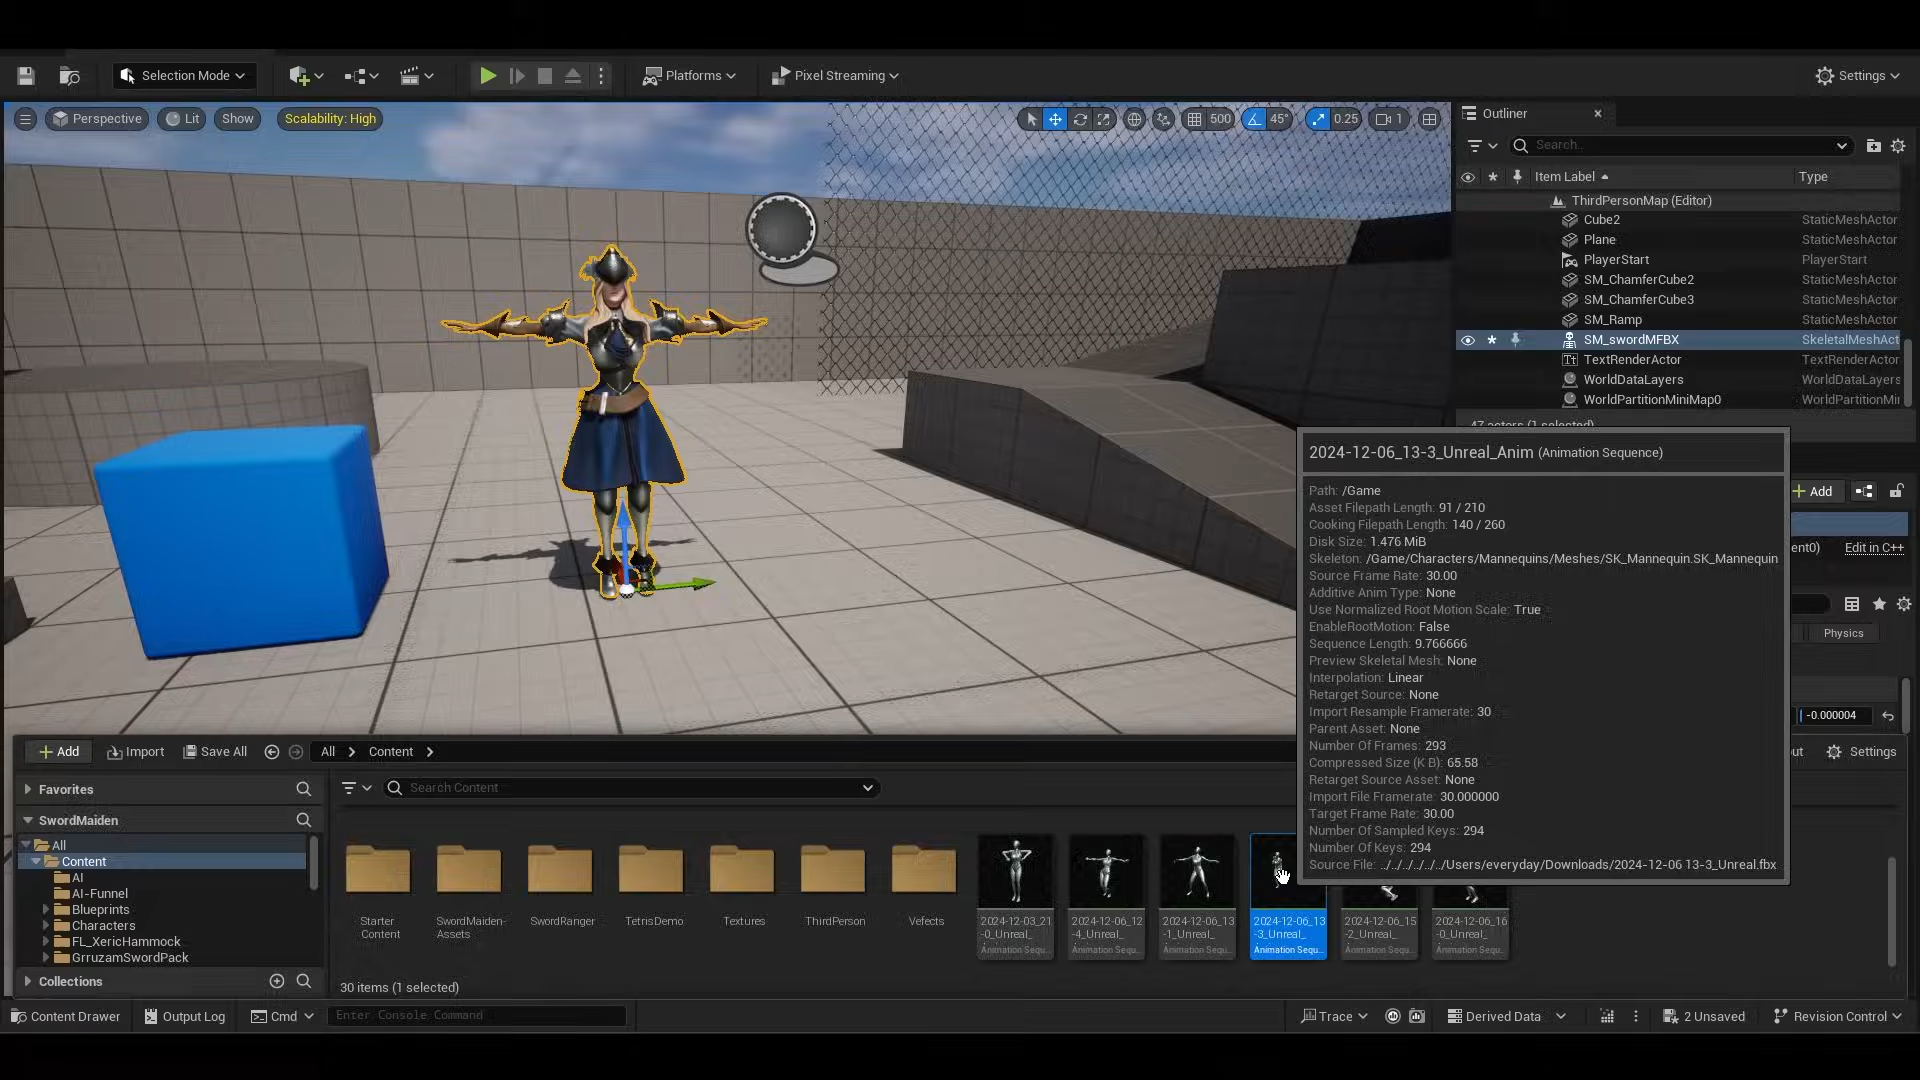 Selection Mode
Platforms
Pixel Streaming
Settings
Perspective
Lit
Show
Scalability: High
500
45°
0.25
1
Outliner
Search...
Item Label
Type
ThirdPersonMap (Editor)
Cube2
StaticMeshActor
Plane
StaticMeshActor
PlayerStart
PlayerStart
SM_ChamferCube2
StaticMeshActor
SM_ChamferCube3
StaticMeshActor
SM_Ramp
StaticMeshActor
SM_swordMFBX
SkeletalMeshAct
TextRenderActor
TextRenderActor
WorldDataLayers
WorldDataLayers
WorldPartitionMiniMap0
WorldPartitionMi
47 actors (1 selected)
2024-12-06_13-3_Unreal_Anim (Animation Sequence)
Path: /Game
Asset Filepath Length: 91 / 210
Cooking Filepath Length: 140 / 260
Disk Size: 1.476 MiB
Skeleton: /Game/Characters/Mannequins/Meshes/SK_Mannequin.SK_Mannequin
Source Frame Rate: 30.00
Additive Anim Type: None
Use Normalized Root Motion Scale: True
EnableRootMotion: False
Sequence Length: 9.766666
Preview Skeletal Mesh: None
Interpolation: Linear
Retarget Source: None
Import Resample Framerate: 30
Parent Asset: None
Number Of Frames: 293
Compressed Size (K B): 65.58
Retarget Source Asset: None
Import File Framerate: 30.000000
Target Frame Rate: 30.00
Number Of Sampled Keys: 294
Number Of Keys: 294
Source File: ../../../../../../Users/everyday/Downloads/2024-12-06 13-3_Unreal.fbx
Add
ent0)
Edit in C++
Physics
-0.000004
Add
Import
Save All
All
Content
out
Settings
Favorites
Search Content
SwordMaiden
All
Content
AI
AI-Funnel
Blueprints
Characters
FL_XericHammock
GrruzamSwordPack
Collections
Starter Content
SwordMaiden-Assets
SwordRanger
TetrisDemo
Textures
ThirdPerson
Vefects
2024-12-03_21
-0_Unreal_
Animation Sequ...
2024-12-06_12
-4_Unreal_
Animation Sequ...
2024-12-06_13
-1_Unreal_
Animation Sequ...
2024-12-06_13
-3_Unreal_
Animation Sequ...
2024-12-06_15
-2_Unreal_
Animation Sequ...
2024-12-06_16
-0_Unreal_
Animation Sequ...
30 items (1 selected)
Content Drawer
Output Log
Cmd
Enter Console Command
Trace
Derived Data
2 Unsaved
Revision Control